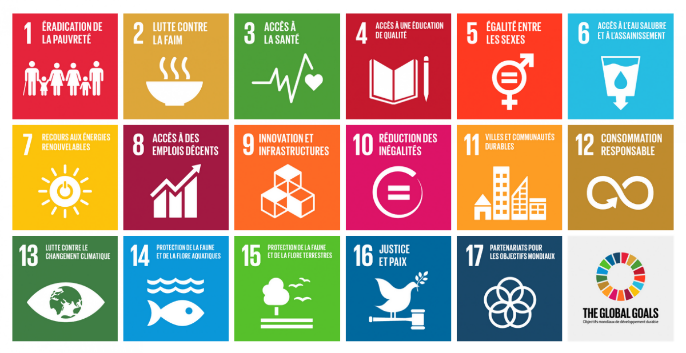 1 ÉRADICATION DE
LA PAUVRETÉ
2 LUTTE CONTRE
LA FAIM
3 ACCÈS À
LA SANTÉ
4 ACCÈS À UNE ÉDUCATION
DE QUALITÉ
5 ÉGALITÉ ENTRE
LES SEXES
6 ACCÈS À L'EAU SALUBRE
ET À L'ASSAINISSEMENT
7 RECOURS AUX ÉNERGIES
RENOUVELABLES
8 ACCÈS À DES
EMPLOIS DÉCENTS
9 INNOVATION ET
INFRASTRUCTURES
10 RÉDUCTION DES
INÉGALITÉS
11 VILLES ET COMMUNAUTÉS
DURABLES
12 CONSOMMATION
RESPONSABLE
13 LUTTE CONTRE LE
CHANGEMENT CLIMATIQUE
14 PROTECTION DE LA FAUNE
ET DE LA FLORE AQUATIQUES
15 PROTECTION DE LA FAUNE
ET DE LA FLORE TERRESTRES
16 JUSTICE
ET PAIX
17 PARTENARIATS POUR
LES OBJECTIFS MONDIAUX
THE GLOBAL GOALS
Objectifs mondiaux de développement durable